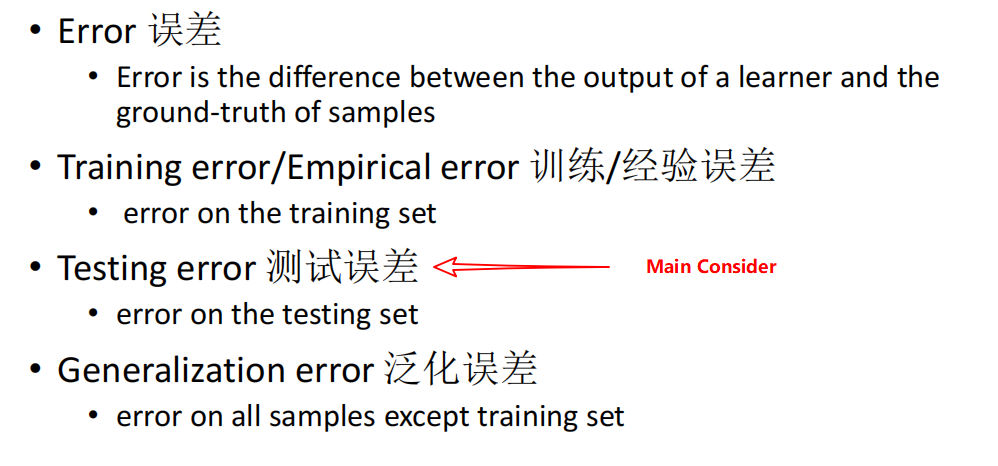 • Error 误差
• Error is the difference between the output of a learner and the
ground-truth of samples
• Training error/Empirical error 训练/经验误差
• error on the training set
• Testing error 测试误差 Main Consider
• error on the testing set
• Generalization error 泛化误差
• error on all samples except training set